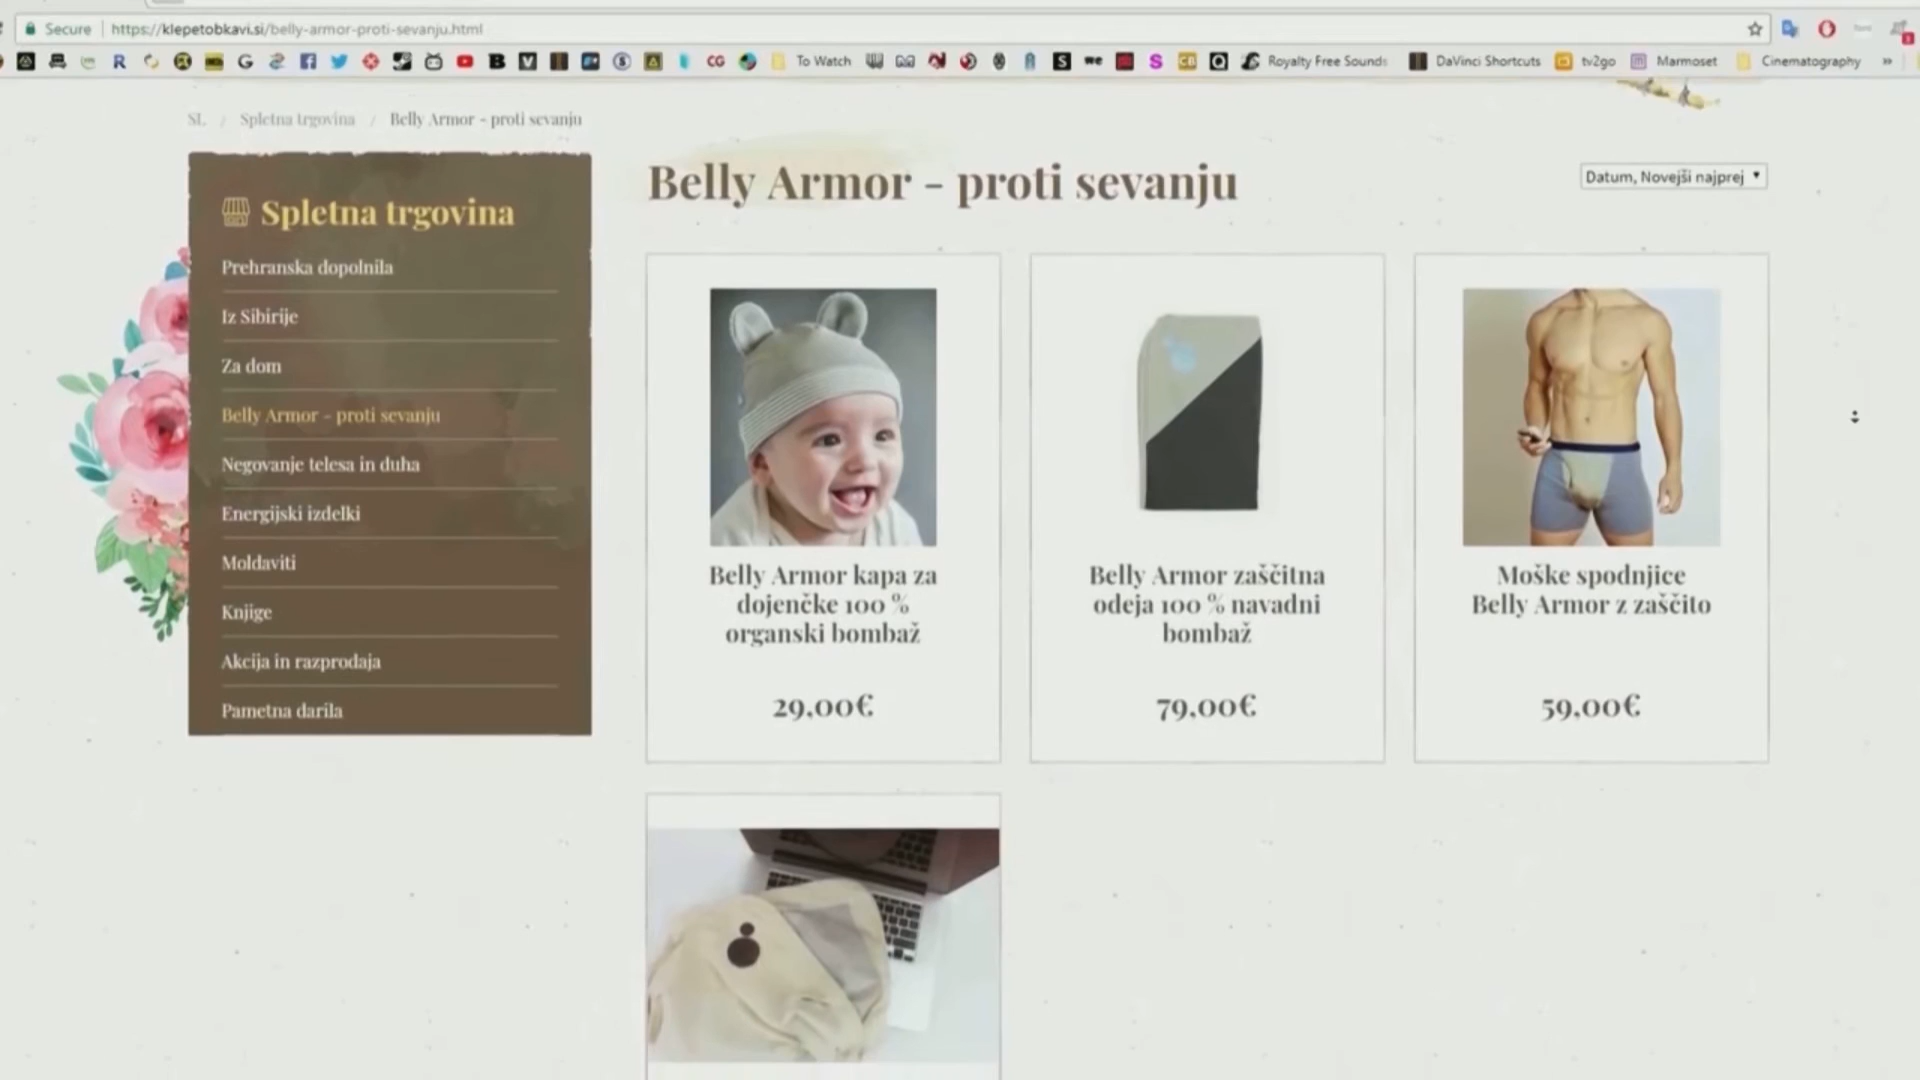 Secure
https://klepetobkavi.si/belly-armor-proti-sevanju.html
To Watch
Royalty Free Sounds
DaVinci Shortcuts
tv2go
Marmoset
Cinematography
SL / Spletna trgovina / Belly Armor - proti sevanju
Spletna trgovina
Prehranska dopolnila
Iz Sibirije
Za dom
Belly Armor - proti sevanju
Negovanje telesa in duha
Energijski izdelki
Moldaviti
Knjige
Akcija in razprodaja
Pametna darila
Belly Armor - proti sevanju
Datum, Novejši najprej
Belly Armor kapa za
dojenčke 100 %
organski bombaž
29,00€
Belly Armor zaščitna
odeja 100 % navadni
bombaž
79,00€
Moške spodnjice
Belly Armor z zaščito
59,00€